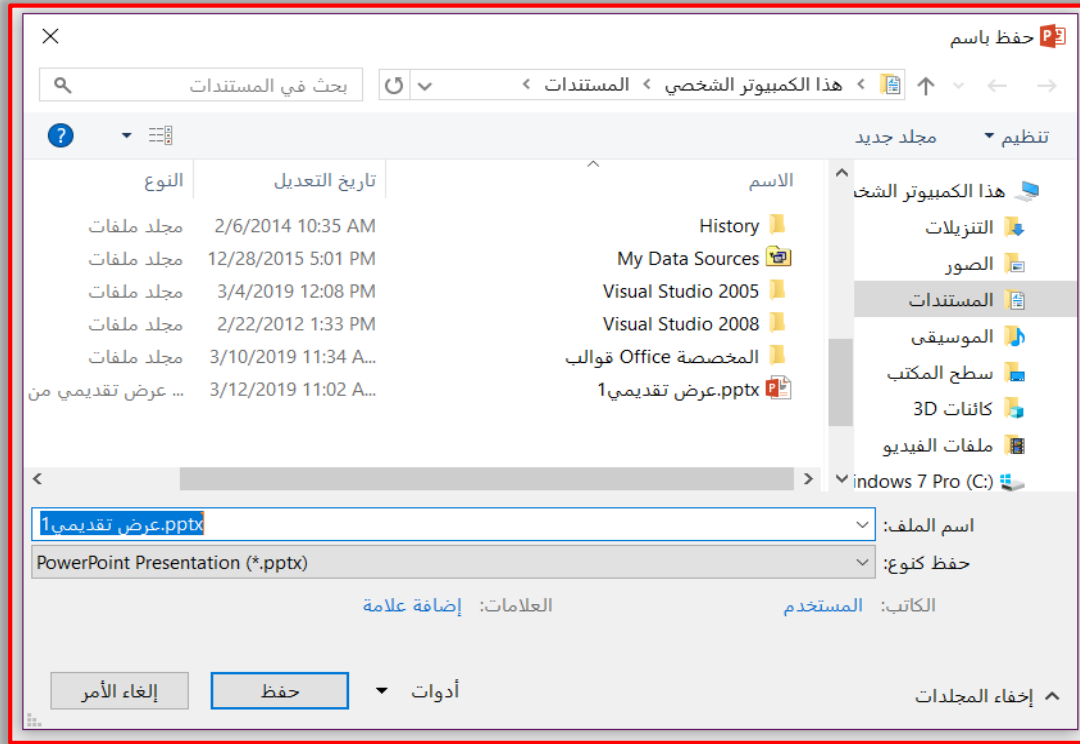 حفظ باسم
هذا الكمبيوتر الشخصي > المستندات >
بحث في المستندات
تنظيم مجلد جديد ?
هذا الكمبيوتر الشخ
التنزيلات
الصور
المستندات
الموسيقى
سطح المكتب
كائنات 3D
ملفات الفيديو
indows 7 Pro (C:)
الاسم تاريخ التعديل النوع
History 2/6/2014 10:35 AM مجلد ملفات
My Data Sources 12/28/2015 5:01 PM مجلد ملفات
Visual Studio 2005 3/4/2019 12:08 PM مجلد ملفات
Visual Studio 2008 2/22/2012 1:33 PM مجلد ملفات
قوالب Office المخصصة 3/10/2019 11:34 A... مجلد ملفات
عرض تقديمي1.pptx 3/12/2019 11:02 A... عرض تقديمي من ...
اسم الملف: عرض تقديمي1.pptx
حفظ كنوع: PowerPoint Presentation (*.pptx)
الكاتب: المستخدم العلامات: إضافة علامة
إخفاء المجلدات أدوات حفظ إلغاء الأمر